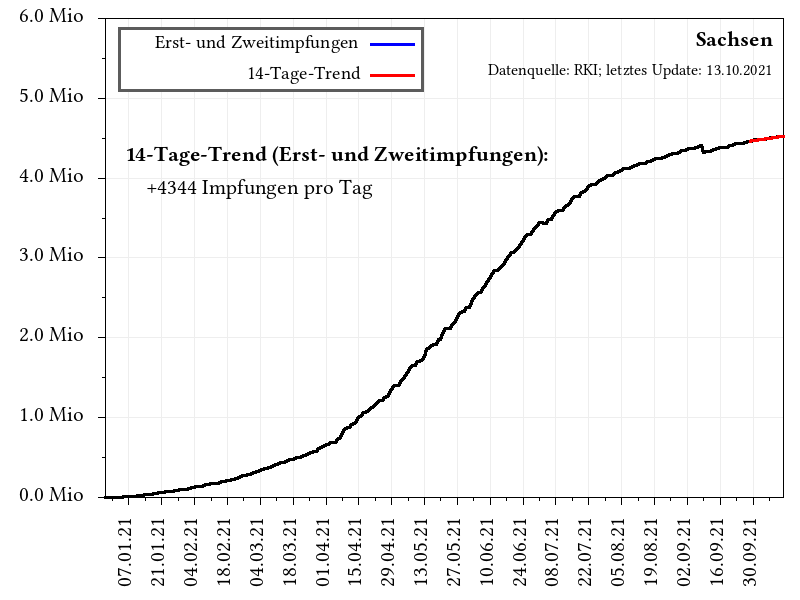 6.0 Mio
5.0 Mio
4.0 Mio
3.0 Mio
2.0 Mio
1.0 Mio
0.0 Mio
Erst- und Zweitimpfungen
14-Tage-Trend
Sachsen
Datenquelle: RKI; letztes Update: 13.10.2021
14-Tage-Trend (Erst- und Zweitimpfungen):
+4344 Impfungen pro Tag
07.01.21
21.01.21
04.02.21
18.02.21
04.03.21
18.03.21
01.04.21
15.04.21
29.04.21
13.05.21
27.05.21
10.06.21
24.06.21
08.07.21
22.07.21
05.08.21
19.08.21
02.09.21
16.09.21
30.09.21